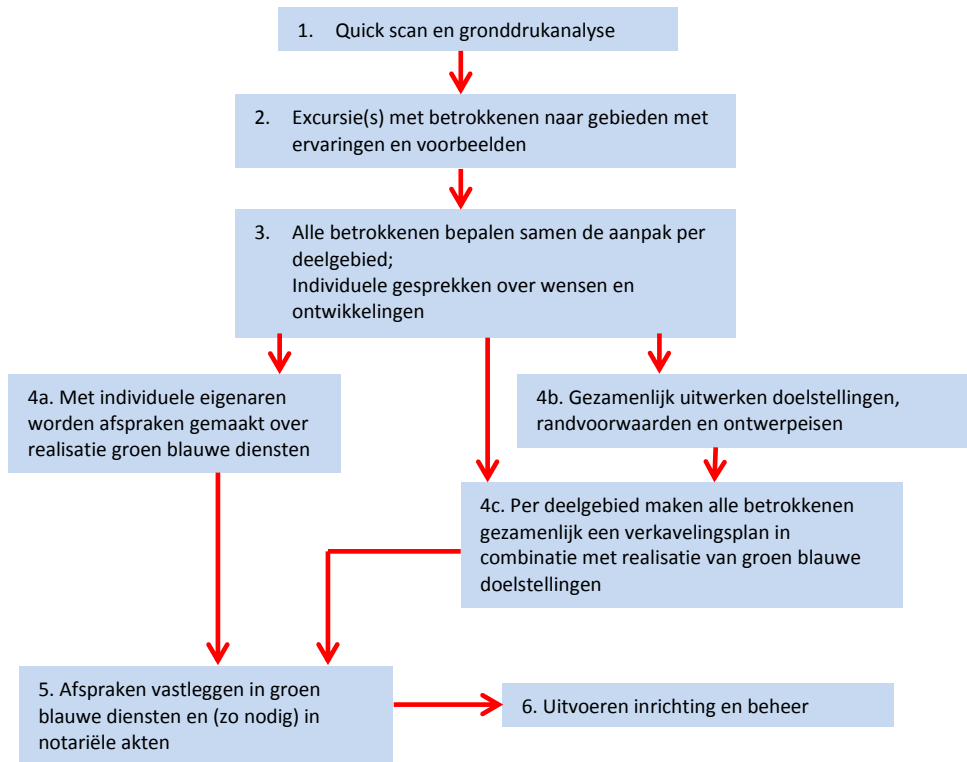 1. Quick scan en gronddrukanalyse
2. Excursie(s) met betrokkenen naar gebieden met
ervaringen en voorbeelden
3. Alle betrokkenen bepalen samen de aanpak per
deelgebied;
Individuele gesprekken over wensen en
ontwikkelingen
4a. Met individuele eigenaren
worden afspraken gemaakt over
realisatie groen blauwe diensten
4b. Gezamenlijk uitwerken doelstellingen,
randvoorwaarden en ontwerpeisen
4c. Per deelgebied maken alle betrokkenen
gezamenlijk een verkavelingsplan in
combinatie met realisatie van groen blauwe
doelstellingen
5. Afspraken vastleggen in groen
blauwe diensten en (zo nodig) in
notariële akten
6. Uitvoeren inrichting en beheer